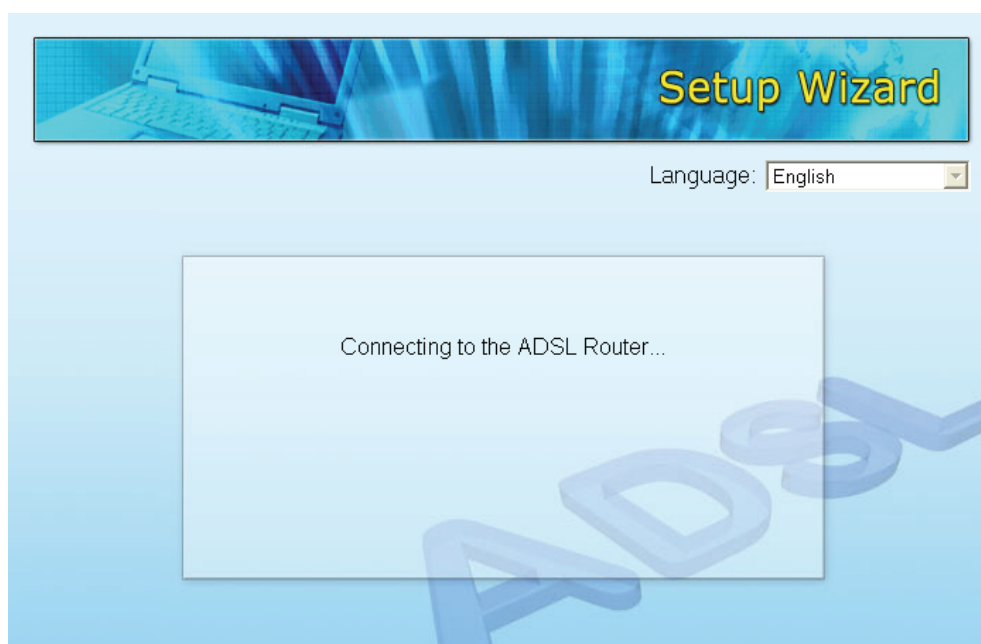 Setup Wizard
Language: English
Connecting to the ADSL Router...
ADSL